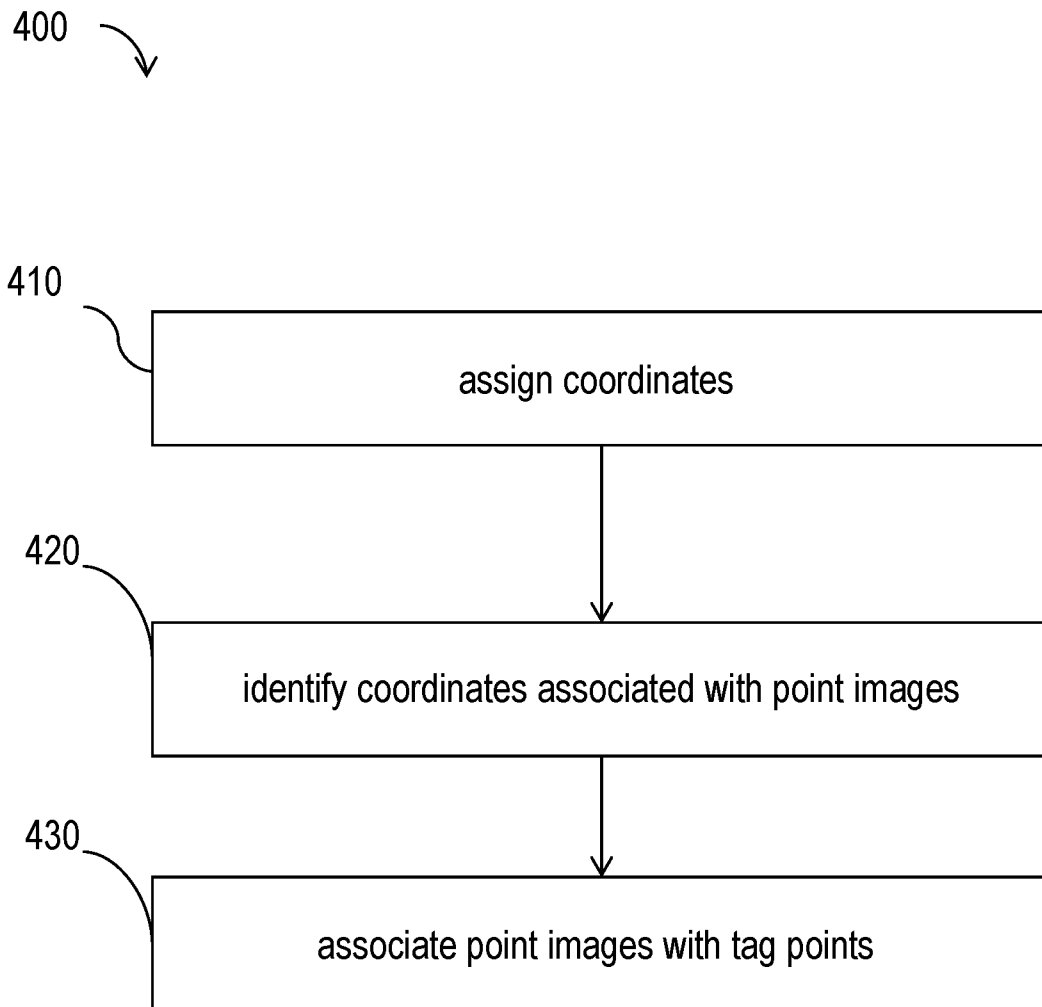 400
410
assign coordinates
420
identify coordinates associated with point images
430
associate point images with tag points